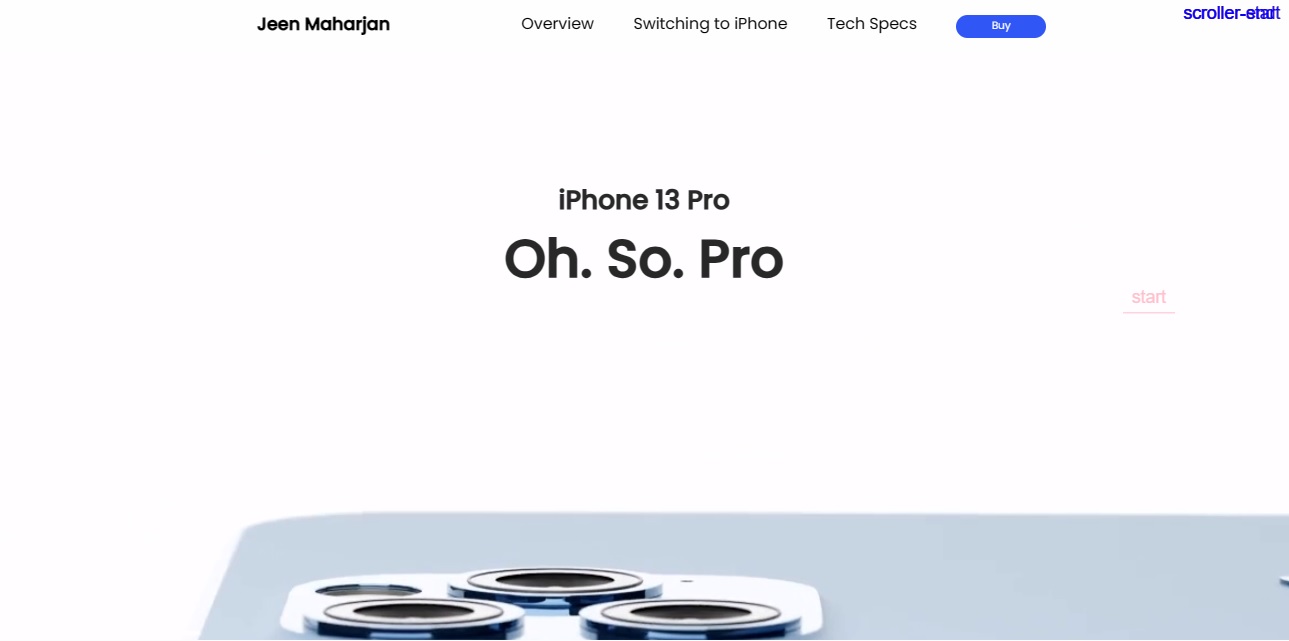 Jeen Maharjan Overview Switching to iPhone Tech Specs Buy
scroller-start
scroller-end
iPhone 13 Pro
Oh. So. Pro
start